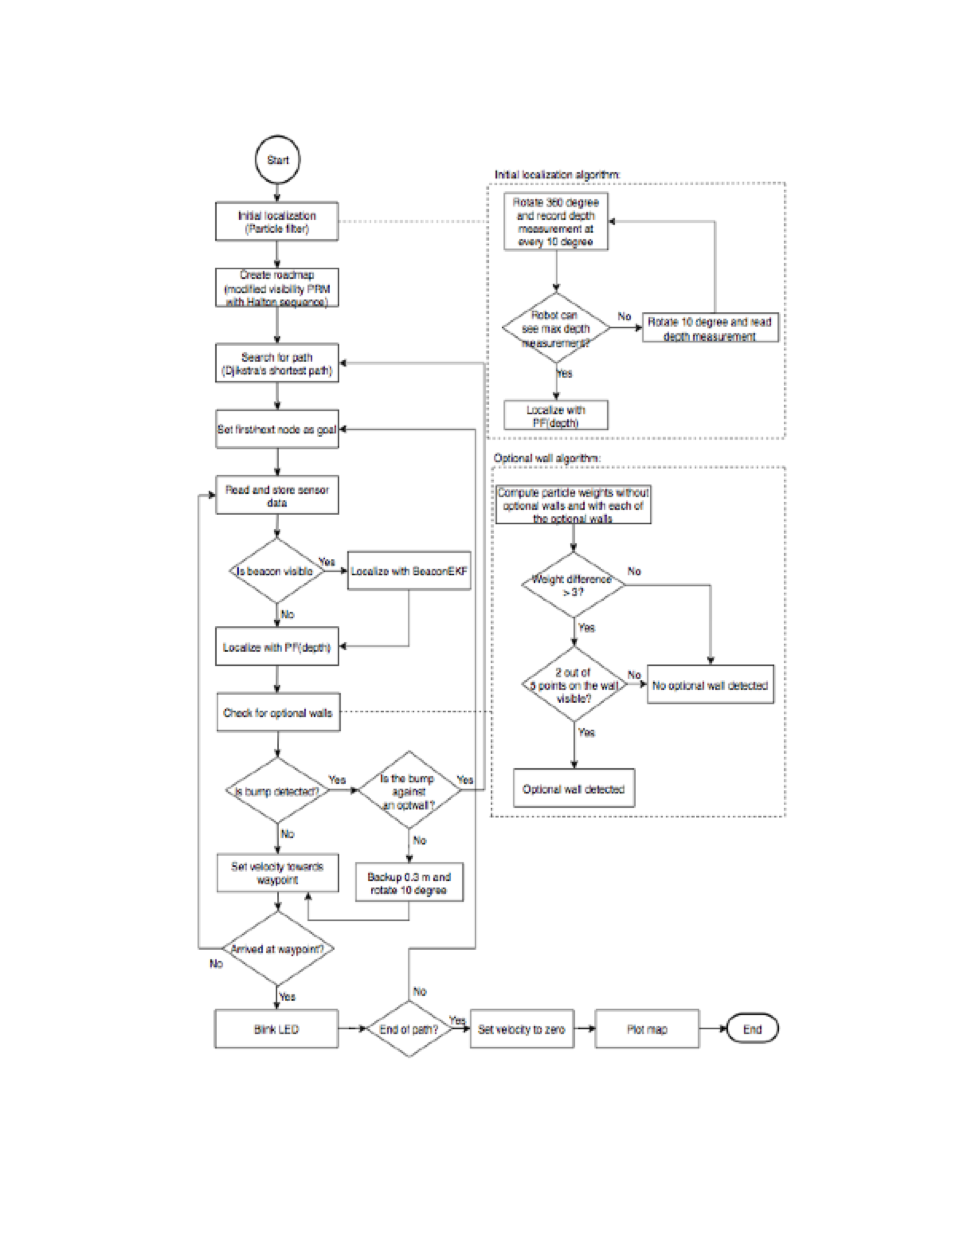 Start
Initial localization
(Particle filter)
Create roadmap
(modified visibility PRM
with Halton sequence)
Search for path
(Djikstra's shortest path)
Set first/next node as goal
Read and store sensor
data
Is beacon visible
Yes
Localize with BeaconEKF
No
Localize with PF(depth)
Check for optional walls
Is bump detected?
Yes
Is the bump
against
an optwall?
Yes
No
No
Set velocity towards
waypoint
Backup 0.3 m and
rotate 10 degree
Arrived at waypoint?
No
Yes
Blink LED
End of path?
No
Yes
Set velocity to zero
Plot map
End
Initial localization algorithm:
Rotate 360 degree
and record depth
measurement at
every 10 degree
Robot can
see max depth
measurement?
No
Rotate 10 degree and read
depth measurement
Yes
Localize with
PF(depth)
Optional wall algorithm:
Compute particle weights without
optional walls and with each of
the optional walls
Weight difference
> 3?
No
Yes
2 out of
5 points on the wall
visible?
No
No optional wall detected
Yes
Optional wall detected